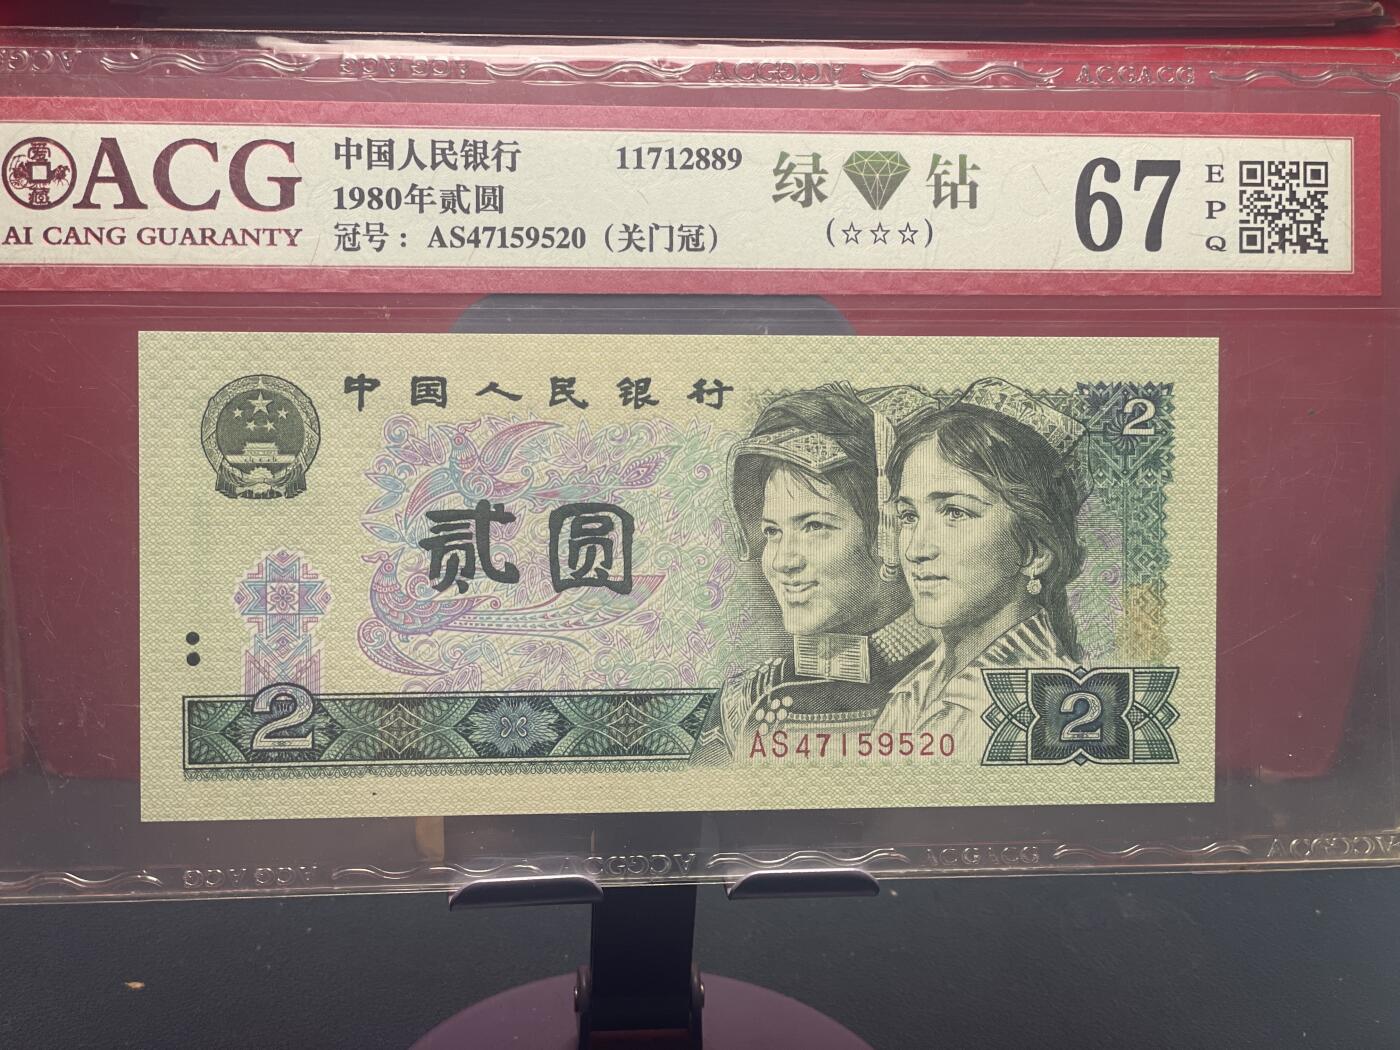 ACGACG
ACG
AI CANG GUARANTY
中国人民银行 11712889
1980年贰圆
冠号：AS47159520（关门冠）
绿 钻
(☆☆☆)
67
EPQ
中国人民银行
贰圆
2
2
2
AS47159520
ACGACG